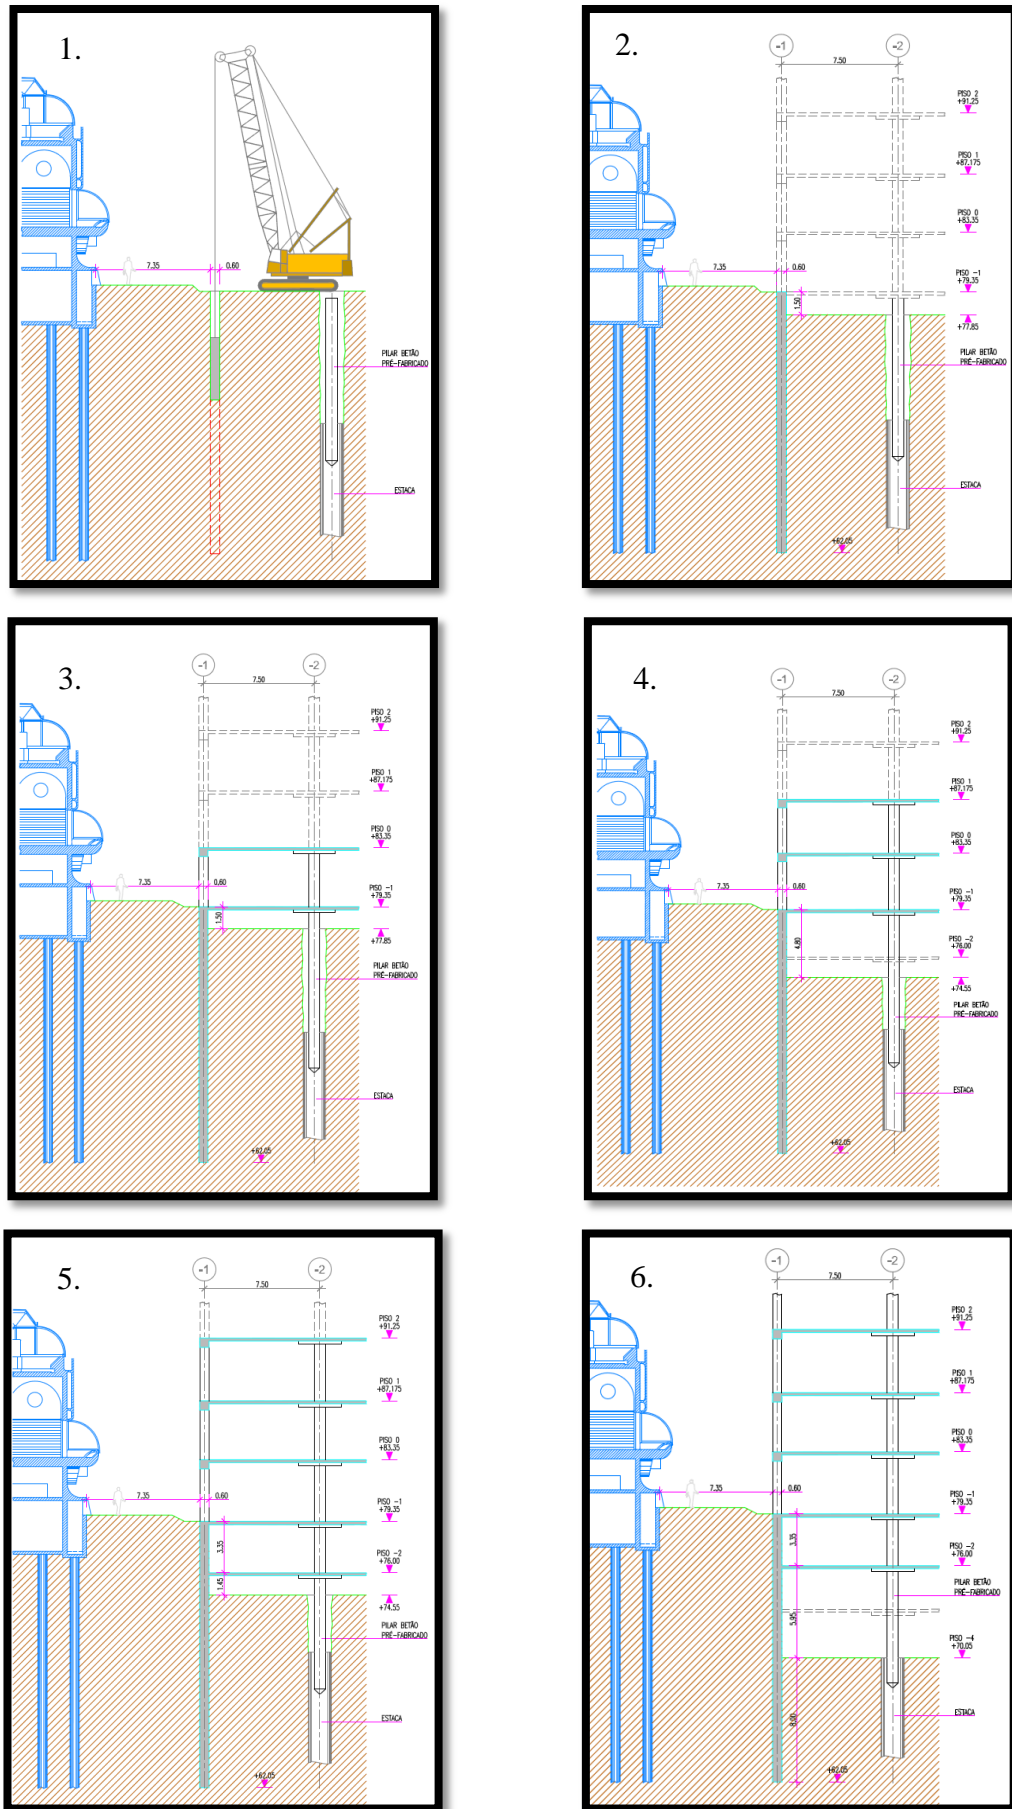 1.
7.35
0.60
PILAR BETÃO
PRÉ-FABRICADO
ESTACA
2.
-1
-2
7.50
PISO 2
+91.25
PISO 1
+87.175
PISO 0
+83.35
7.35
0.60
PISO -1
+79.35
1.50
+77.85
PILAR BETÃO
PRÉ-FABRICADO
ESTACA
+62.05
3.
-1
-2
7.50
PISO 2
+91.25
PISO 1
+87.175
PISO 0
+83.35
7.35
0.60
PISO -1
+79.35
1.50
+77.85
PILAR BETÃO
PRÉ-FABRICADO
ESTACA
+62.05
4.
-1
-2
7.50
PISO 2
+91.25
PISO 1
+87.175
PISO 0
+83.35
7.35
0.60
PISO -1
+79.35
4.80
PISO -2
+76.00
+74.55
PILAR BETÃO
PRÉ-FABRICADO
ESTACA
+62.05
5.
-1
-2
7.50
PISO 2
+91.25
PISO 1
+87.175
PISO 0
+83.35
7.35
0.60
PISO -1
+79.35
3.35
PISO -2
+76.00
1.45
+74.55
PILAR BETÃO
PRÉ-FABRICADO
ESTACA
+62.05
6.
-1
-2
7.50
PISO 2
+91.25
PISO 1
+87.175
PISO 0
+83.35
7.35
0.60
PISO -1
+79.35
3.35
PISO -2
+76.00
PILAR BETÃO
PRÉ-FABRICADO
5.95
PISO -4
+70.05
8.00
ESTACA
+62.05